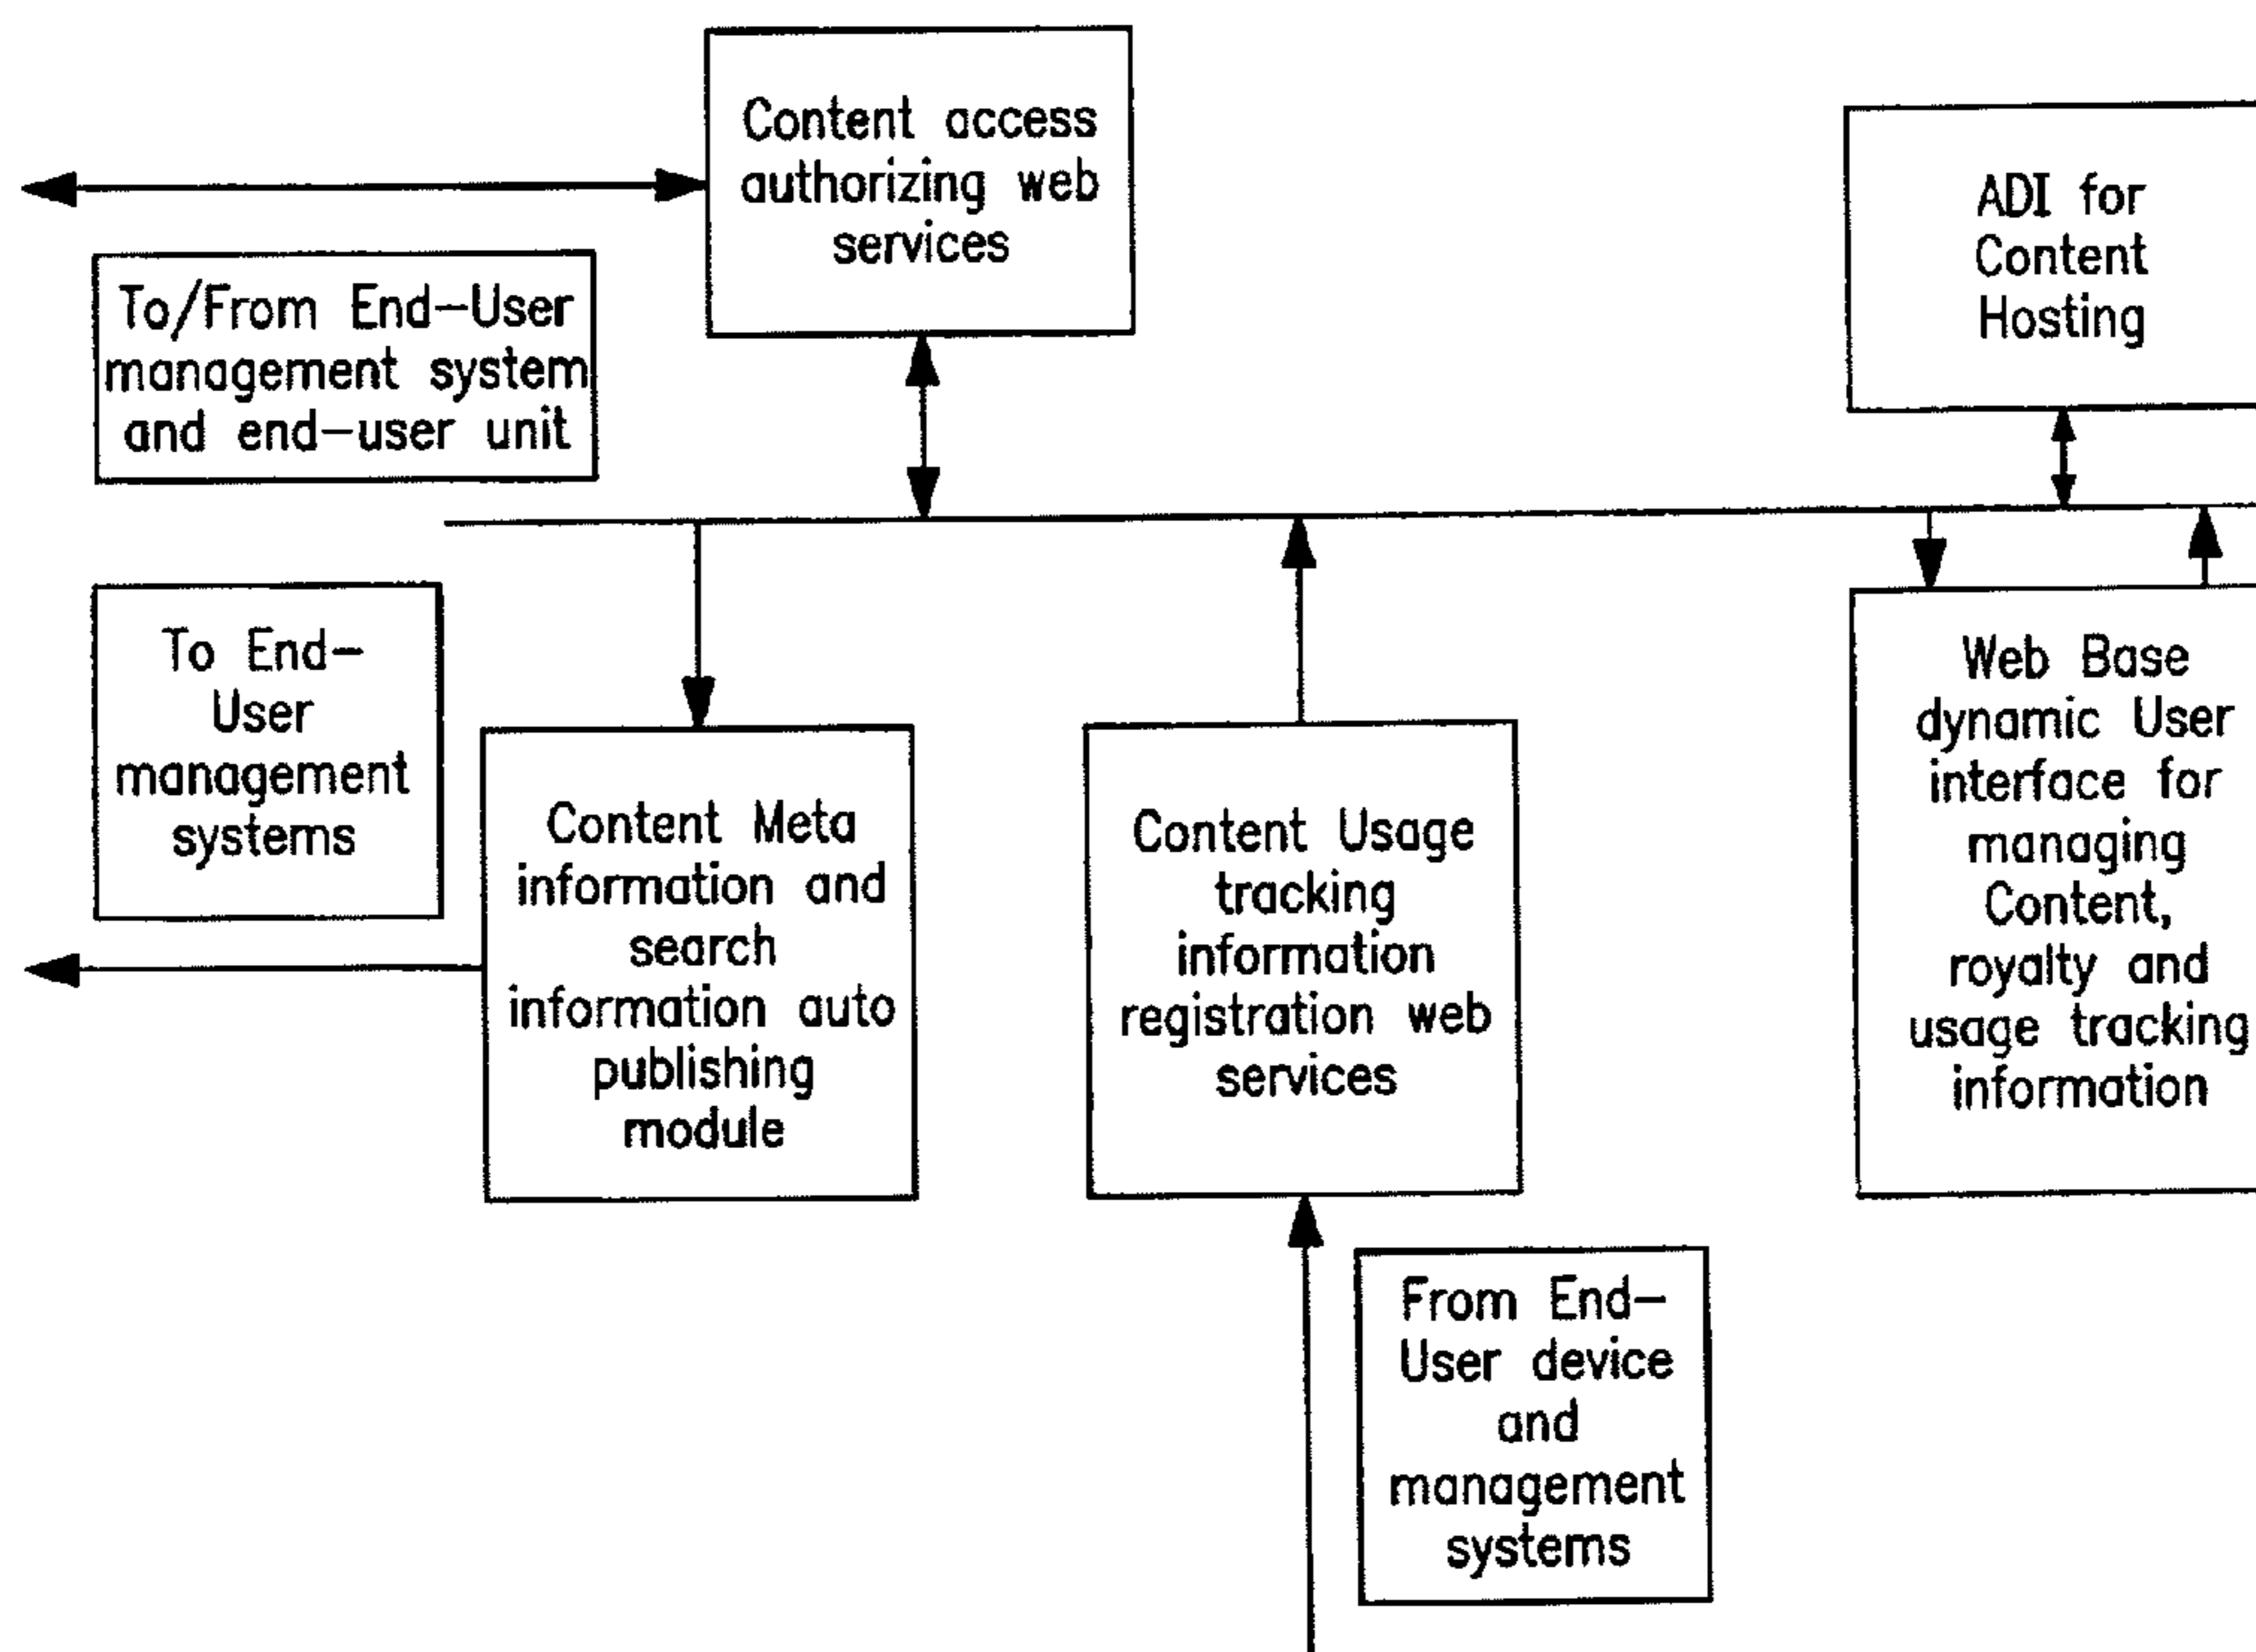 Content access
authorizing web
services
ADI for
Content
Hosting
To/From End-User
management system
and end-user unit
To End-
User
management
systems
Content Meta
information and
search
information auto
publishing
module
Content Usage
tracking
information
registration web
services
Web Base
dynamic User
interface for
managing
Content,
royalty and
usage tracking
information
From End-
User device
and
management
systems